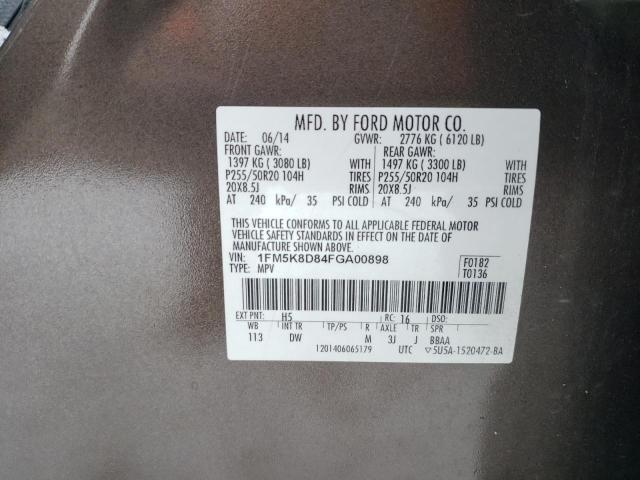 MFD. BY FORD MOTOR CO.
DATE: 06/14 GVWR: 2776 KG ( 6120 LB)
FRONT GAWR: REAR GAWR:
1397 KG ( 3080 LB) WITH 1497 KG ( 3300 LB) WITH
P255/50R20 104H TIRES P255/50R20 104H TIRES
20X8.5J RIMS 20X8.5J RIMS
AT 240 kPa/ 35 PSI COLD AT 240 kPa/ 35 PSI COLD
THIS VEHICLE CONFORMS TO ALL APPLICABLE FEDERAL MOTOR
VEHICLE SAFETY STANDARDS IN EFFECT ON THE DATE OF
MANUFACTURE SHOWN ABOVE.
VIN: 1FM5K8D84FGA00898 F0182
TYPE: MPV T0136
EXT PNT: H5 RC: 16 DSO:
WB INT TR TP/PS R AXLE TR SPR
113 DW M 3J J BBAA
1201406065179 UTC ▽5U5A-1520472-BA